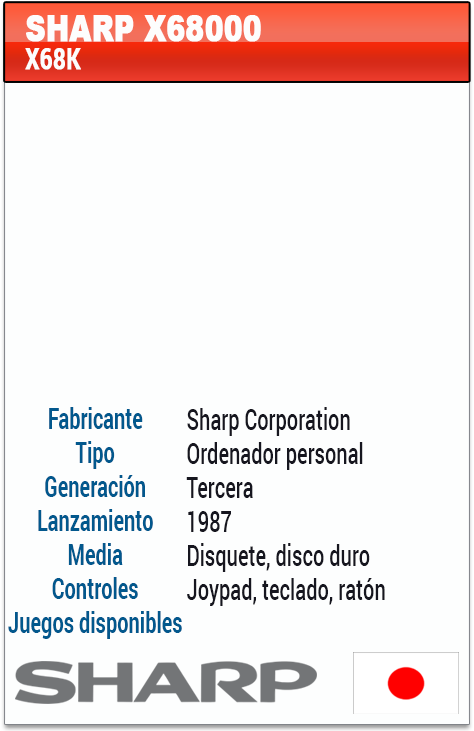 SHARP X68000
X68K
Fabricante Sharp Corporation
Tipo Ordenador personal
Generación Tercera
Lanzamiento 1987
Media Disquete, disco duro
Controles Joypad, teclado, ratón
Juegos disponibles
SHARP